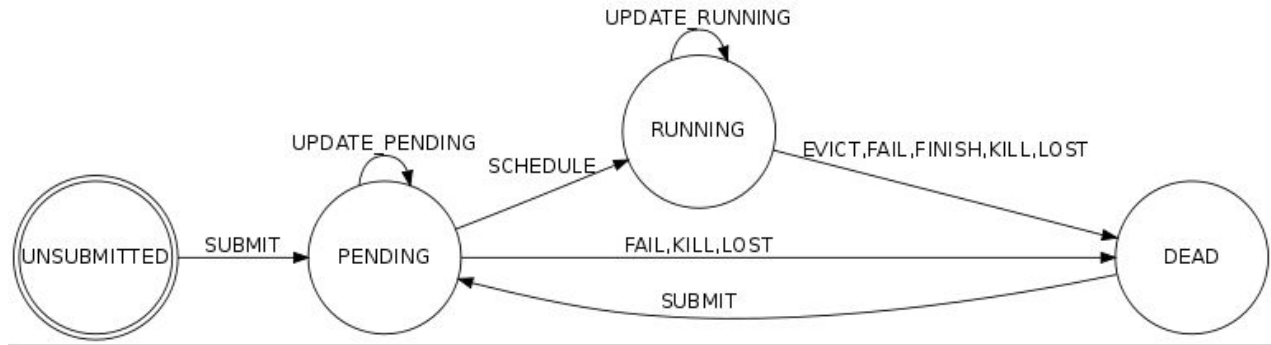 UPDATE_RUNNING
RUNNING
UPDATE_PENDING
SCHEDULE
EVICT,FAIL,FINISH,KILL,LOST
UNSUBMITTED
SUBMIT
PENDING
FAIL,KILL,LOST
DEAD
SUBMIT